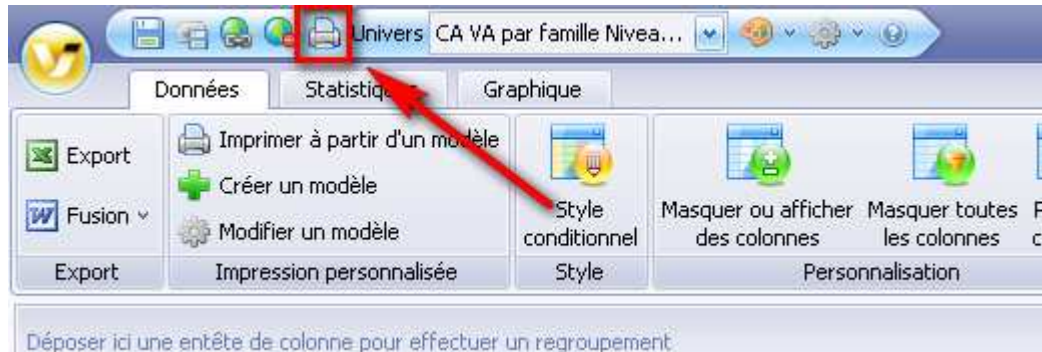 Univers CA VA par famille Nivea...
Données Statistiques Graphique
Export
Fusion
Imprimer à partir d'un modèle
Créer un modèle
Modifier un modèle
Style
conditionnel
Masquer ou afficher
des colonnes
Masquer toutes
les colonnes
Export Impression personnalisée Style Personnalisation
Déposer ici une entête de colonne pour effectuer un regroupement